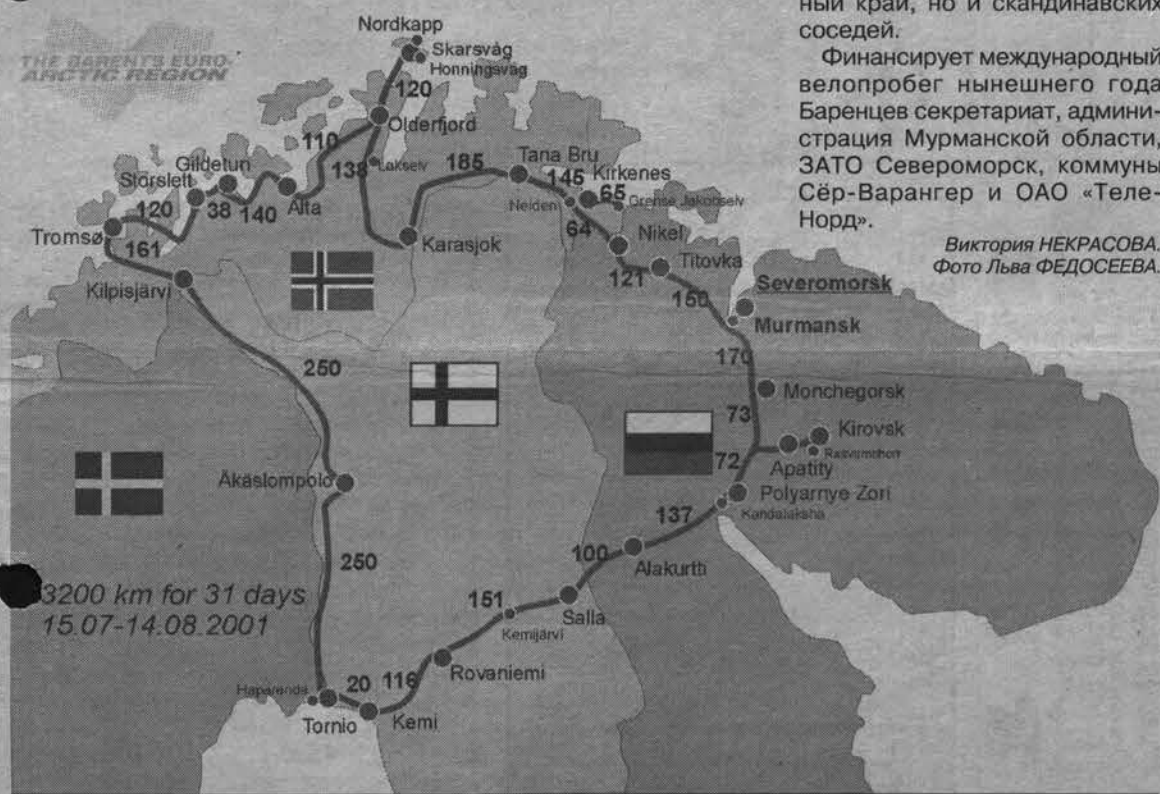 ный край, но и скандинавских
соседей.
Финансирует международный
велопробег нынешнего года
Баренцев секретариат, админи-
страция Мурманской области,
ЗАТО Североморск, коммуны
Сёр-Варангер и ОАО «Теле-
Норд».
Виктория НЕКРАСОВА.
Фото Льва ФЕДОСЕЕВА.
THE BARENTS EURO-
ARCTIC REGION
Nordkapp
Skarsvåg
Honningsvåg
120
Olderfjord
110
138
Lakselv
185
Tana Bru
145
Kirkenes
65
Grense Jakobselv
Neiden
64
Gildetun
Storslett
120
38
140
Alta
Tromsø
161
Karasjok
Nikel
Titovka
121
150
Kilpisjärvi
Severomorsk
Murmansk
250
170
Monchegorsk
73
Kirovsk
72
Apatity
Åkäslompolo
Polyarnye Zori
Kandalaksha
137
250
100
Alakurtti
3200 km for 31 days
15.07-14.08.2001
151
Salla
Kemijärvi
Rovaniemi
Haparanda
20
116
Tornio
Kemi